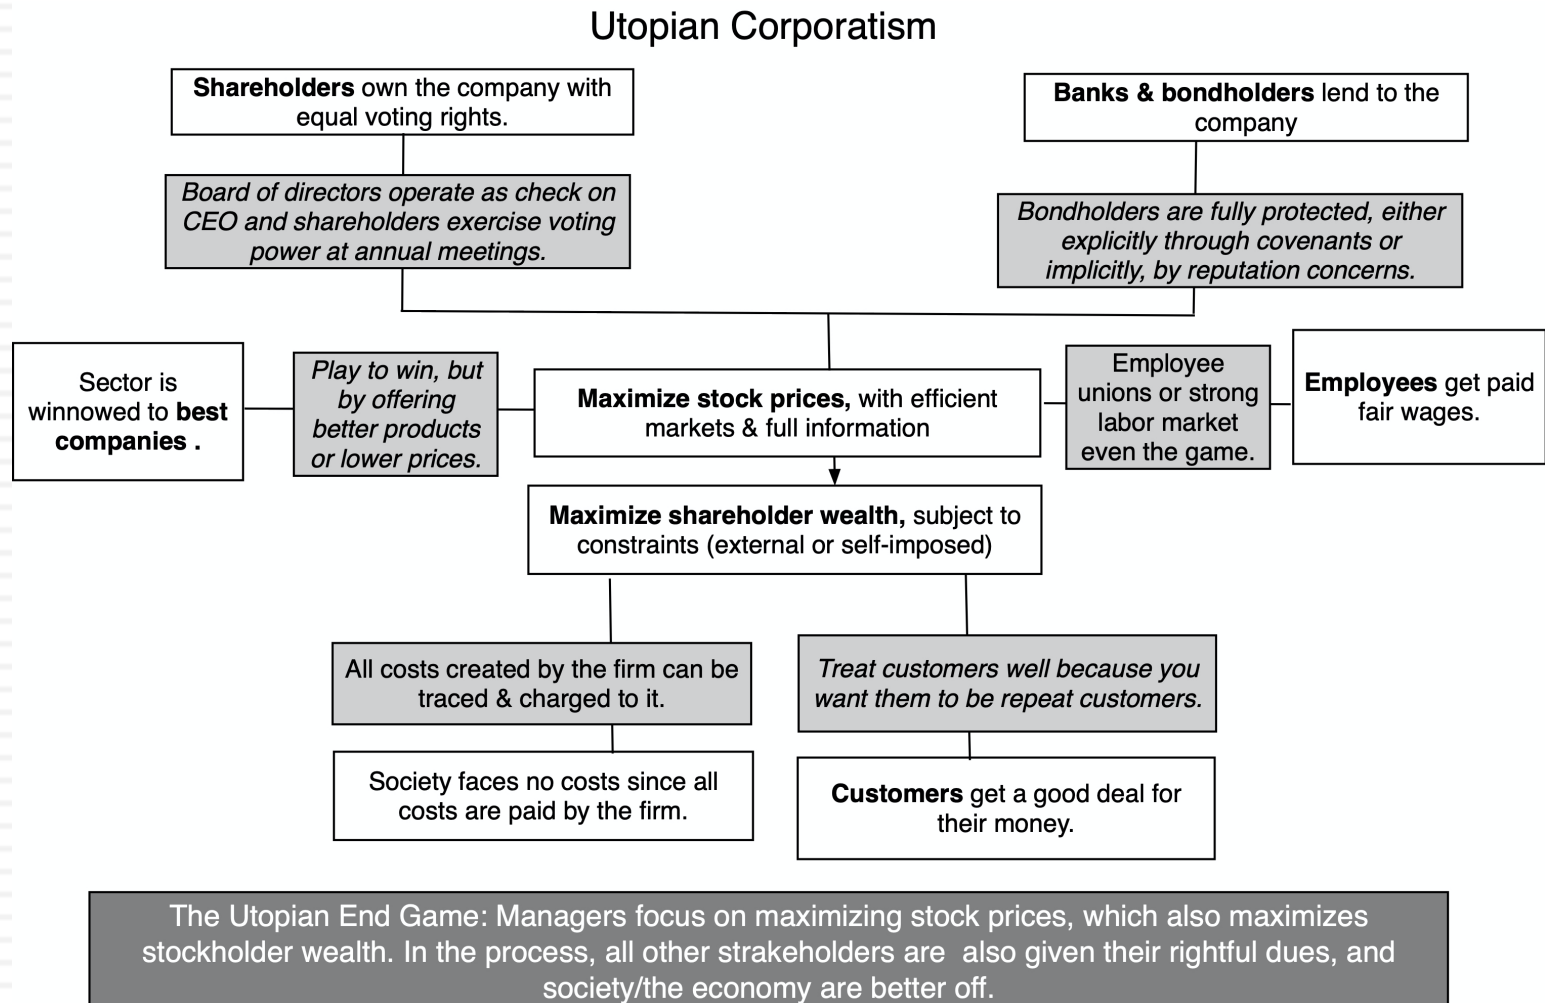 Utopian Corporatism
Shareholders own the company with
equal voting rights.
Banks & bondholders lend to the
company
Board of directors operate as check on
CEO and shareholders exercise voting
power at annual meetings.
Bondholders are fully protected, either
explicitly through covenants or
implicitly, by reputation concerns.
Sector is
winnowed to best
companies .
Play to win, but
by offering
better products
or lower prices.
Maximize stock prices, with efficient
markets & full information
Employee
unions or strong
labor market
even the game.
Employees get paid
fair wages.
Maximize shareholder wealth, subject to
constraints (external or self-imposed)
All costs created by the firm can be
traced & charged to it.
Treat customers well because you
want them to be repeat customers.
Society faces no costs since all
costs are paid by the firm.
Customers get a good deal for
their money.
The Utopian End Game: Managers focus on maximizing stock prices, which also maximizes
stockholder wealth. In the process, all other strakeholders are  also given their rightful dues, and
society/the economy are better off.